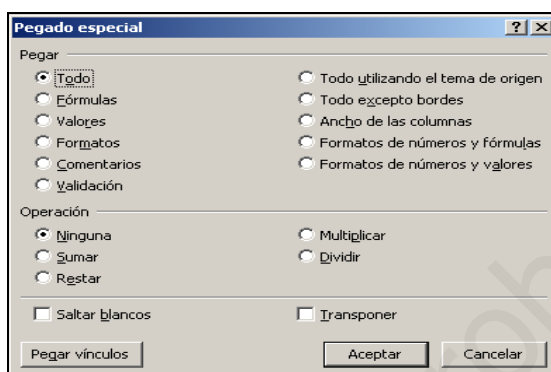 Pegado especial
Pegar
Todo
Fórmulas
Valores
Formatos
Comentarios
Validación
Todo utilizando el tema de origen
Todo excepto bordes
Ancho de las columnas
Formatos de números y fórmulas
Formatos de números y valores
Operación
Ninguna
Sumar
Restar
Multiplicar
Dividir
Saltar blancos
Transponer
Pegar vínculos
Aceptar
Cancelar